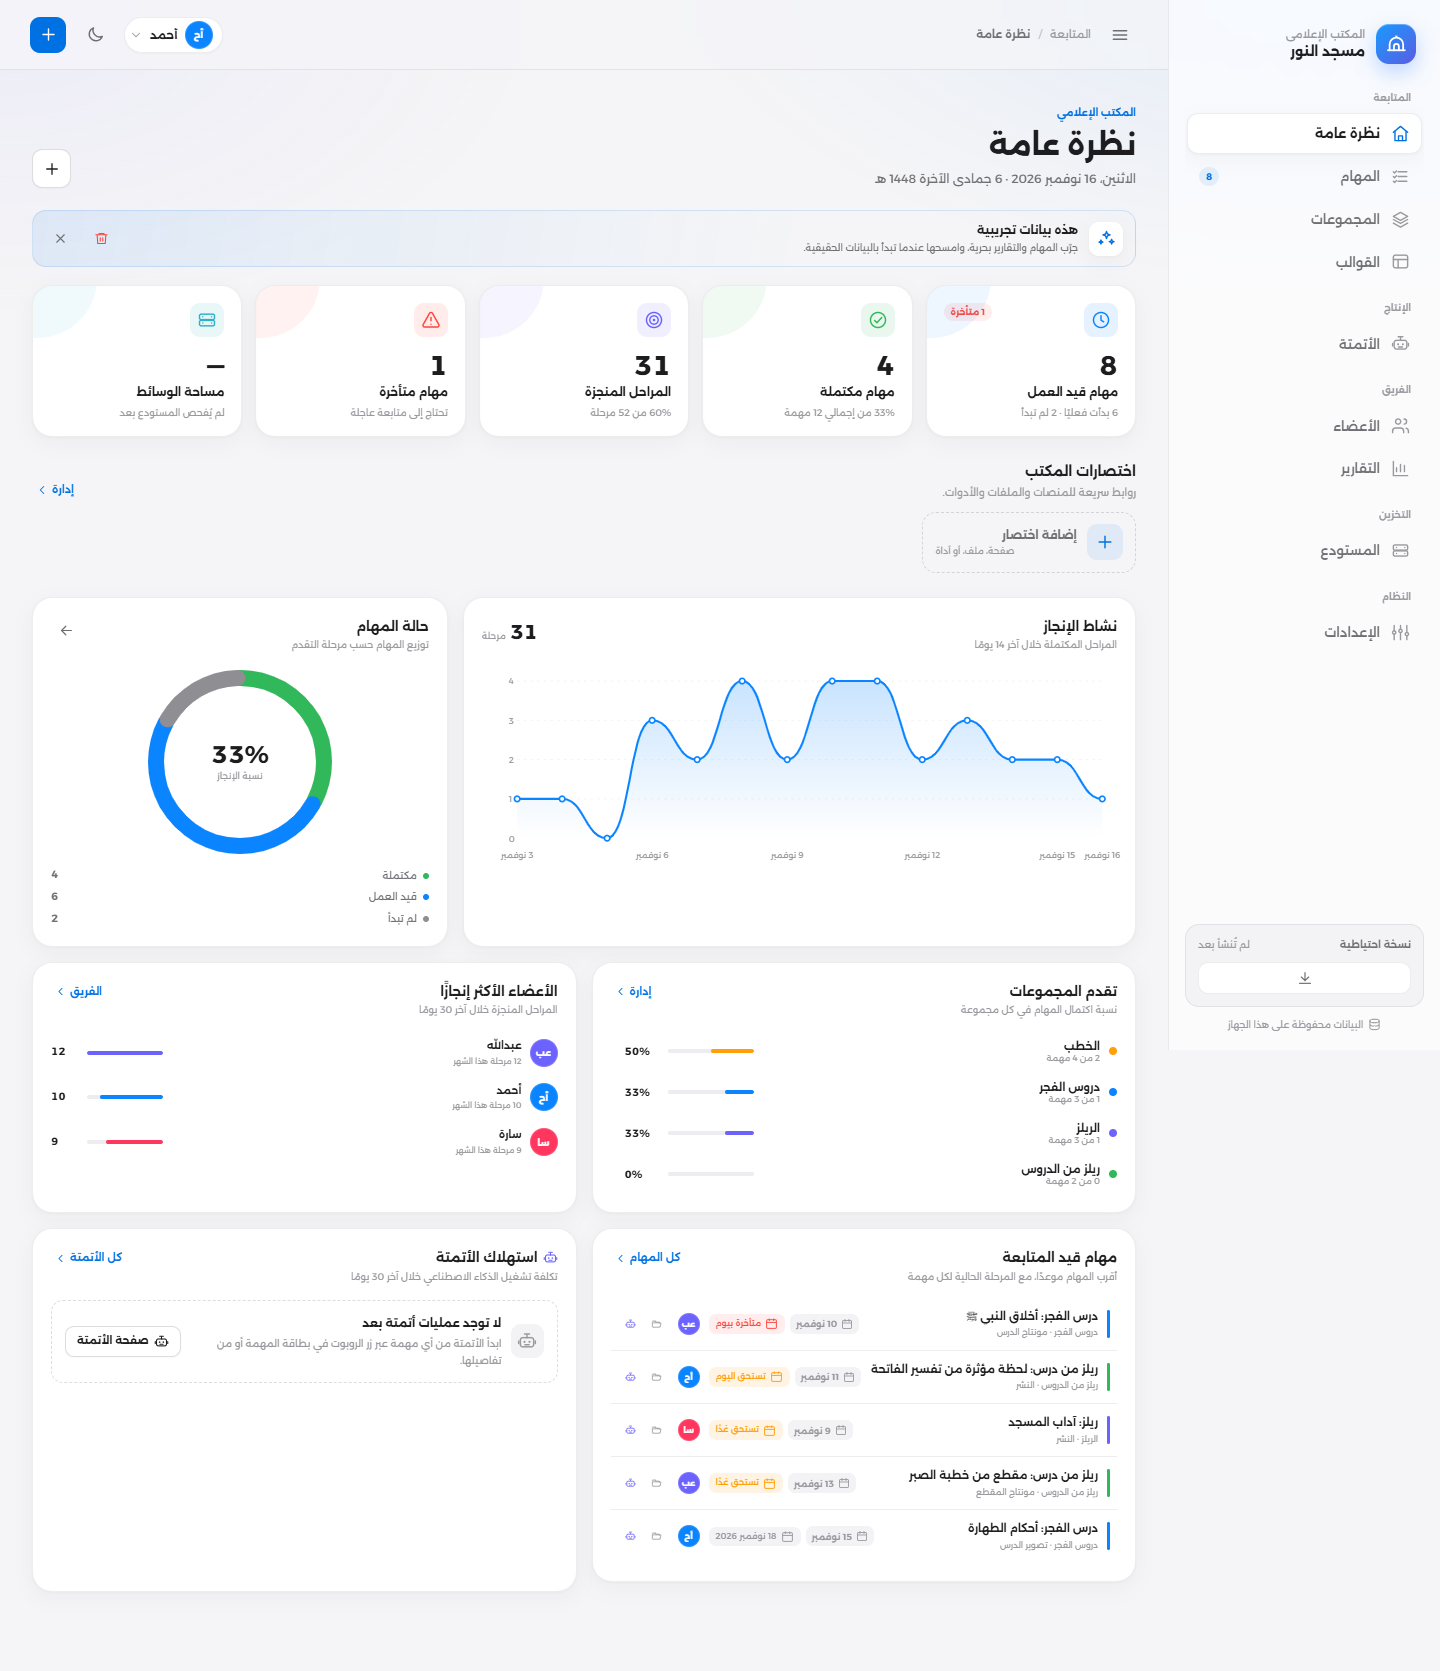 المكتب الإعلامي
مسجد النور
المتابعة
نظرة عامة
المهام
8
المجموعات
القوالب
الإنتاج
الأتمتة
الفريق
الأعضاء
التقارير
التخزين
المستودع
النظام
الإعدادات
نسخة احتياطية
لم تُنشأ بعد
البيانات محفوظة على هذا الجهاز
المتابعة / نظرة عامة
أح
أحمد
المكتب الإعلامي
نظرة عامة
الاثنين، 16 نوفمبر 2026 · 6 جمادى الآخرة 1448 هـ
هذه بيانات تجريبية
جرّب المهام والتقارير بحرية، وامسحها عندما تبدأ بالبيانات الحقيقية.
1 متأخرة
8
مهام قيد العمل
6 بدأت فعليًا · 2 لم تبدأ
4
مهام مكتملة
33% من إجمالي 12 مهمة
31
المراحل المنجزة
60% من 52 مرحلة
1
مهام متأخرة
تحتاج إلى متابعة عاجلة
—
مساحة الوسائط
لم يُفحص المستودع بعد
اختصارات المكتب
روابط سريعة للمنصات والملفات والأدوات.
إدارة
إضافة اختصار
صفحة، ملف، أو أداة
نشاط الإنجاز
المراحل المكتملة خلال آخر 14 يومًا
31 مرحلة
4
3
2
1
0
3 نوفمبر
6 نوفمبر
9 نوفمبر
12 نوفمبر
15 نوفمبر
16 نوفمبر
حالة المهام
توزيع المهام حسب مرحلة التقدم
33%
نسبة الإنجاز
مكتملة 4
قيد العمل 6
لم تبدأ 2
تقدم المجموعات
نسبة اكتمال المهام في كل مجموعة
إدارة
الخطب
2 من 4 مهمة
50%
دروس الفجر
1 من 3 مهمة
33%
الريلز
1 من 3 مهمة
33%
ريلز من الدروس
0 من 2 مهمة
0%
الأعضاء الأكثر إنجازًا
المراحل المنجزة خلال آخر 30 يومًا
الفريق
عب
عبدالله
12 مرحلة هذا الشهر
12
أح
أحمد
10 مرحلة هذا الشهر
10
سا
سارة
9 مرحلة هذا الشهر
9
مهام قيد المتابعة
أقرب المهام موعدًا، مع المرحلة الحالية لكل مهمة
كل المهام
درس الفجر: أخلاق النبي ﷺ
دروس الفجر · مونتاج الدرس
10 نوفمبر
متأخرة بيوم
عب
ريلز من درس: لحظة مؤثرة من تفسير الفاتحة
ريلز من الدروس · النشر
11 نوفمبر
تستحق اليوم
أح
ريلز: آداب المسجد
الريلز · النشر
9 نوفمبر
تستحق غدًا
سا
ريلز من درس: مقطع من خطبة الصبر
ريلز من الدروس · مونتاج المقطع
13 نوفمبر
تستحق غدًا
عب
درس الفجر: أحكام الطهارة
دروس الفجر · تصوير الدرس
15 نوفمبر
18 نوفمبر 2026
أح
استهلاك الأتمتة
تكلفة تشغيل الذكاء الاصطناعي خلال آخر 30 يومًا
كل الأتمتة
لا توجد عمليات أتمتة بعد
ابدأ الأتمتة من أي مهمة عبر زر الروبوت في بطاقة المهمة أو من
تفاصيلها.
صفحة الأتمتة